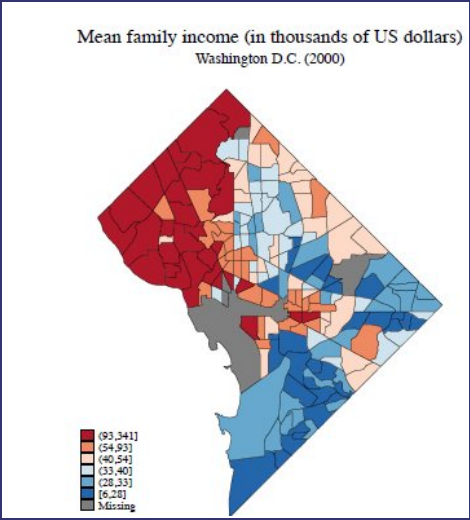 Mean family income (in thousands of US dollars)
Washington D.C. (2000)
(93,341]
(54,93]
(40,54]
(33,40]
(28,33]
[6,28]
Missing